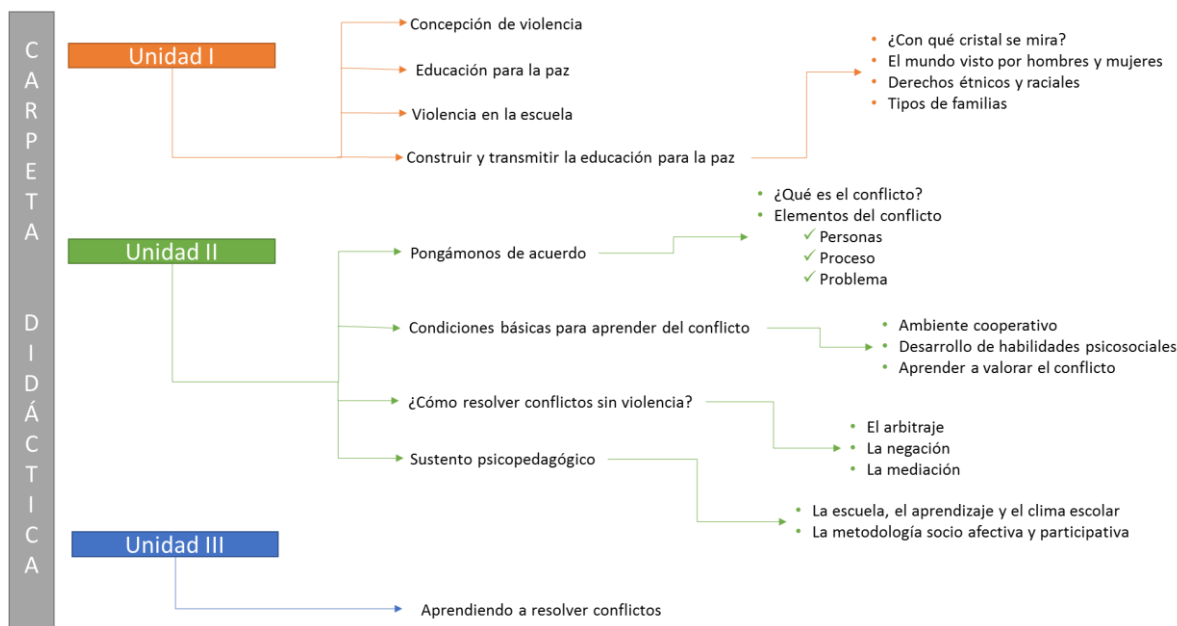 CARPETA DIDÁCTICA
Unidad I
Concepción de violencia
Educación para la paz
Violencia en la escuela
Construir y transmitir la educación para la paz
• ¿Con qué cristal se mira?
• El mundo visto por hombres y mujeres
• Derechos étnicos y raciales
• Tipos de familias
Unidad II
Pongámonos de acuerdo
• ¿Qué es el conflicto?
• Elementos del conflicto
✓ Personas
✓ Proceso
✓ Problema
Condiciones básicas para aprender del conflicto
• Ambiente cooperativo
• Desarrollo de habilidades psicosociales
• Aprender a valorar el conflicto
¿Cómo resolver conflictos sin violencia?
• El arbitraje
• La negación
• La mediación
Sustento psicopedagógico
• La escuela, el aprendizaje y el clima escolar
• La metodología socio afectiva y participativa
Unidad III
Aprendiendo a resolver conflictos